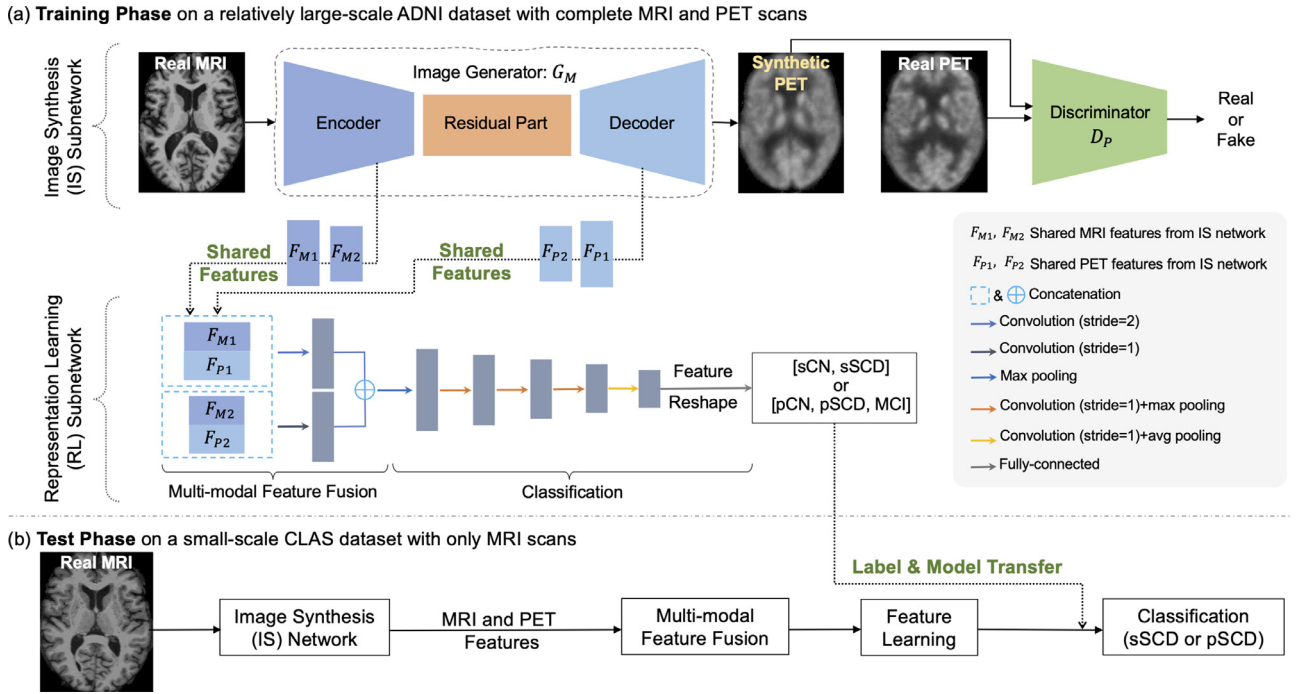 (a) Training Phase on a relatively large-scale ADNI dataset with complete MRI and PET scans
Image Synthesis
(IS) Subnetwork
Real MRI
Image Generator: G_M
Encoder
Residual Part
Decoder
Synthetic
PET
Real PET
Discriminator
D_P
Real
or
Fake
Shared
Features
F_M1
F_M2
Shared
Features
F_P2
F_P1
F_M1, F_M2 Shared MRI features from IS network
F_P1, F_P2 Shared PET features from IS network
& ⊕ Concatenation
Convolution (stride=2)
Convolution (stride=1)
Max pooling
Convolution (stride=1)+max pooling
Convolution (stride=1)+avg pooling
Fully-connected
Representation Learning
(RL) Subnetwork
F_M1
F_P1
F_M2
F_P2
Feature
Reshape
[sCN, sSCD]
or
[pCN, pSCD, MCI]
Multi-modal Feature Fusion
Classification
(b) Test Phase on a small-scale CLAS dataset with only MRI scans
Real MRI
Label & Model Transfer
Image Synthesis
(IS) Network
MRI and PET
Features
Multi-modal
Feature Fusion
Feature
Learning
Classification
(sSCD or pSCD)